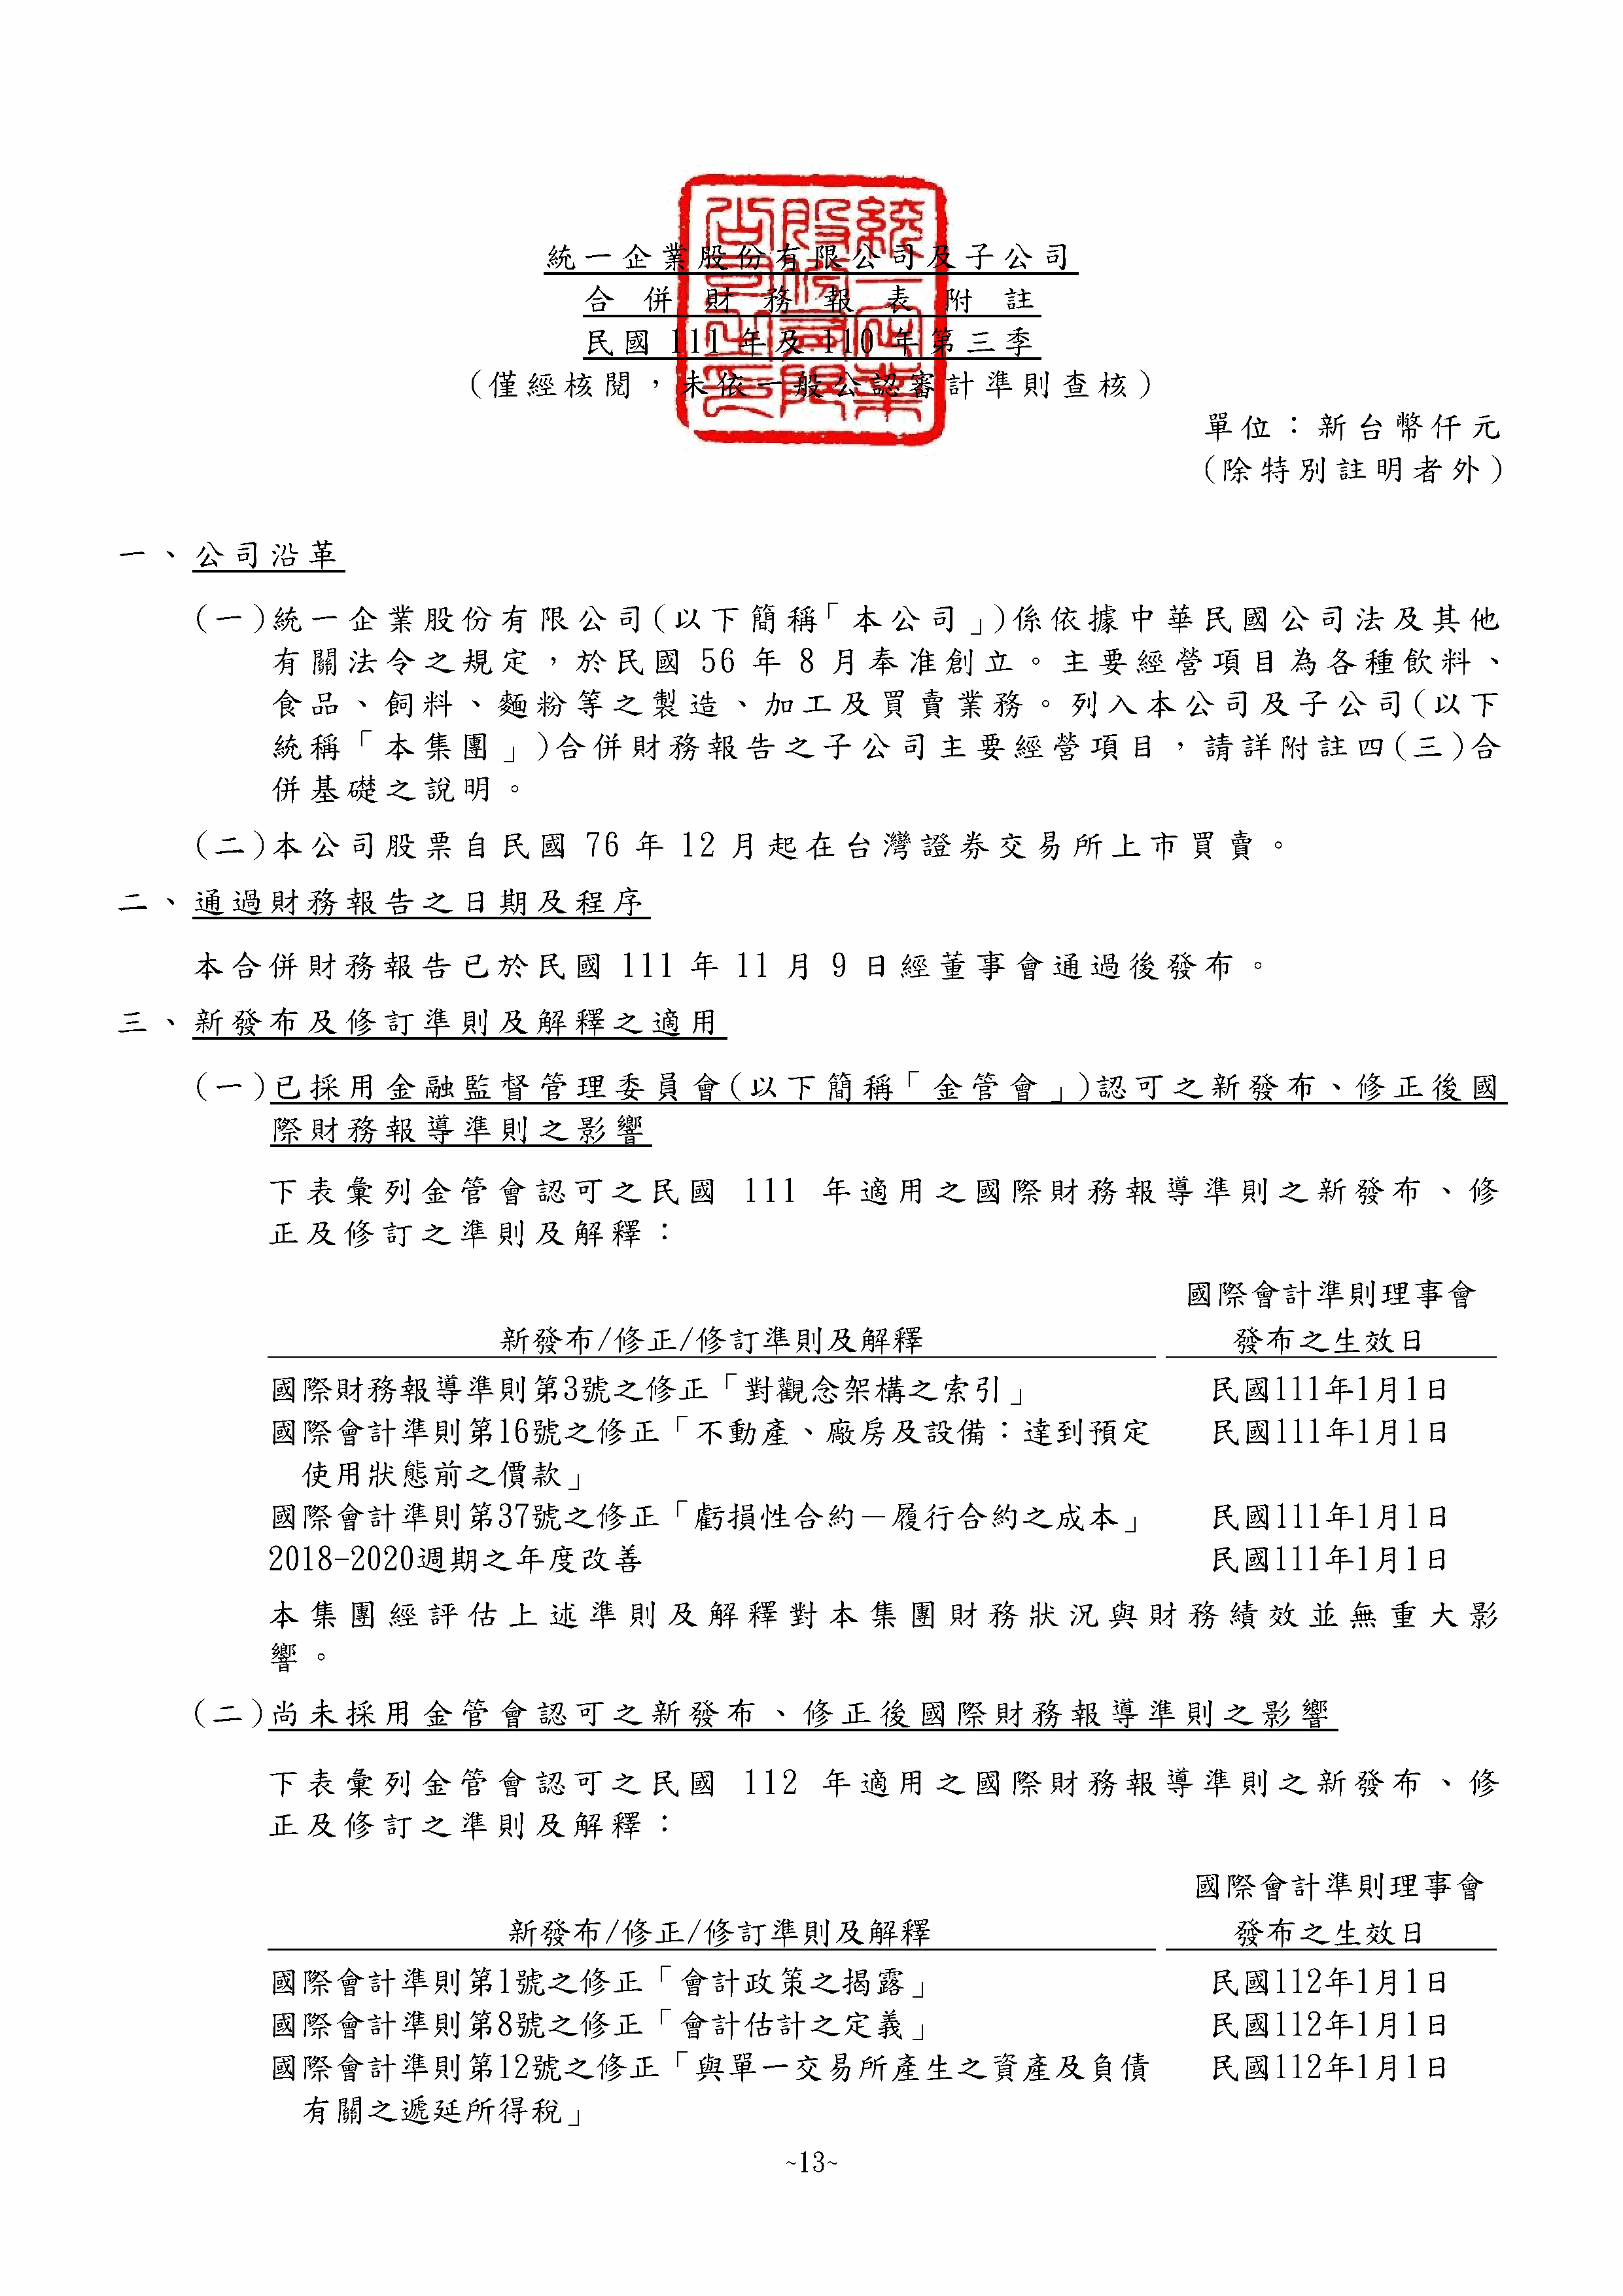 統一企業股份有限公司及子公司
合併財務報表附註
民國 111 年及 110 年第三季
(僅經核閱，未依一般公認審計準則查核)
單位：新台幣仟元
(除特別註明者外)
一、公司沿革
(一)統一企業股份有限公司(以下簡稱「本公司」)係依據中華民國公司法及其他
有關法令之規定，於民國 56 年 8 月奉准創立。主要經營項目為各種飲料、
食品、飼料、麵粉等之製造、加工及買賣業務。列入本公司及子公司(以下
統稱「本集團」)合併財務報告之子公司主要經營項目，請詳附註四(三)合
併基礎之說明。
(二)本公司股票自民國 76 年 12 月起在台灣證券交易所上市買賣。
二、通過財務報告之日期及程序
本合併財務報告已於民國 111 年 11 月 9 日經董事會通過後發布。
三、新發布及修訂準則及解釋之適用
(一)已採用金融監督管理委員會(以下簡稱「金管會」)認可之新發布、修正後國
際財務報導準則之影響
下表彙列金管會認可之民國 111 年適用之國際財務報導準則之新發布、修
正及修訂之準則及解釋：
國際會計準則理事會
新發布/修正/修訂準則及解釋 發布之生效日
國際財務報導準則第3號之修正「對觀念架構之索引」 民國111年1月1日
國際會計準則第16號之修正「不動產、廠房及設備：達到預定 民國111年1月1日
使用狀態前之價款」
國際會計準則第37號之修正「虧損性合約－履行合約之成本」 民國111年1月1日
2018-2020週期之年度改善 民國111年1月1日
本集團經評估上述準則及解釋對本集團財務狀況與財務績效並無重大影
響。
(二)尚未採用金管會認可之新發布、修正後國際財務報導準則之影響
下表彙列金管會認可之民國 112 年適用之國際財務報導準則之新發布、修
正及修訂之準則及解釋：
國際會計準則理事會
新發布/修正/修訂準則及解釋 發布之生效日
國際會計準則第1號之修正「會計政策之揭露」 民國112年1月1日
國際會計準則第8號之修正「會計估計之定義」 民國112年1月1日
國際會計準則第12號之修正「與單一交易所產生之資產及負債 民國112年1月1日
有關之遞延所得稅」
~13~